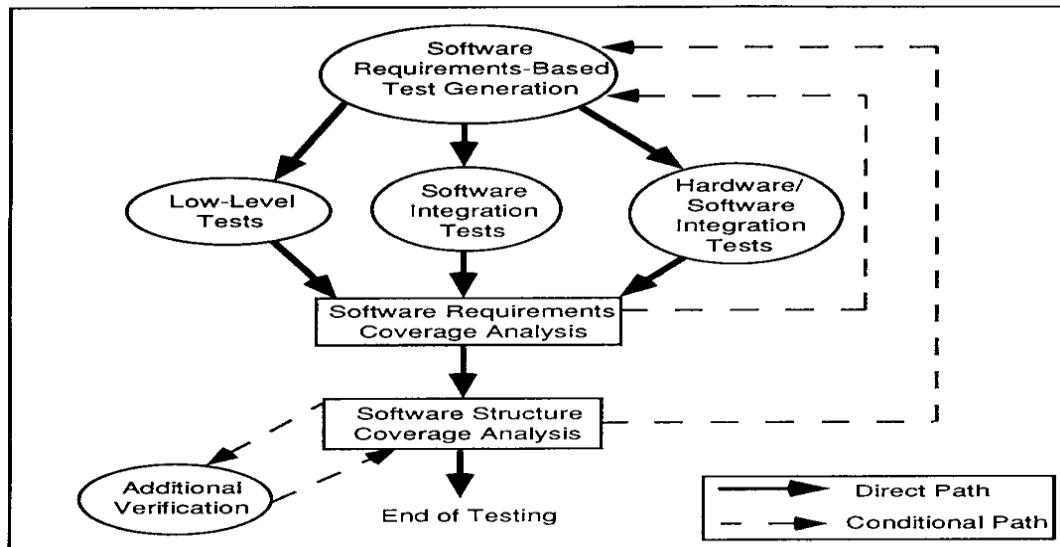 Software
Requirements-Based
Test Generation
Low-Level
Tests
Software
Integration
Tests
Hardware/
Software
Integration
Tests
Software Requirements
Coverage Analysis
Software Structure
Coverage Analysis
Additional
Verification
End of Testing
Direct Path
Conditional Path